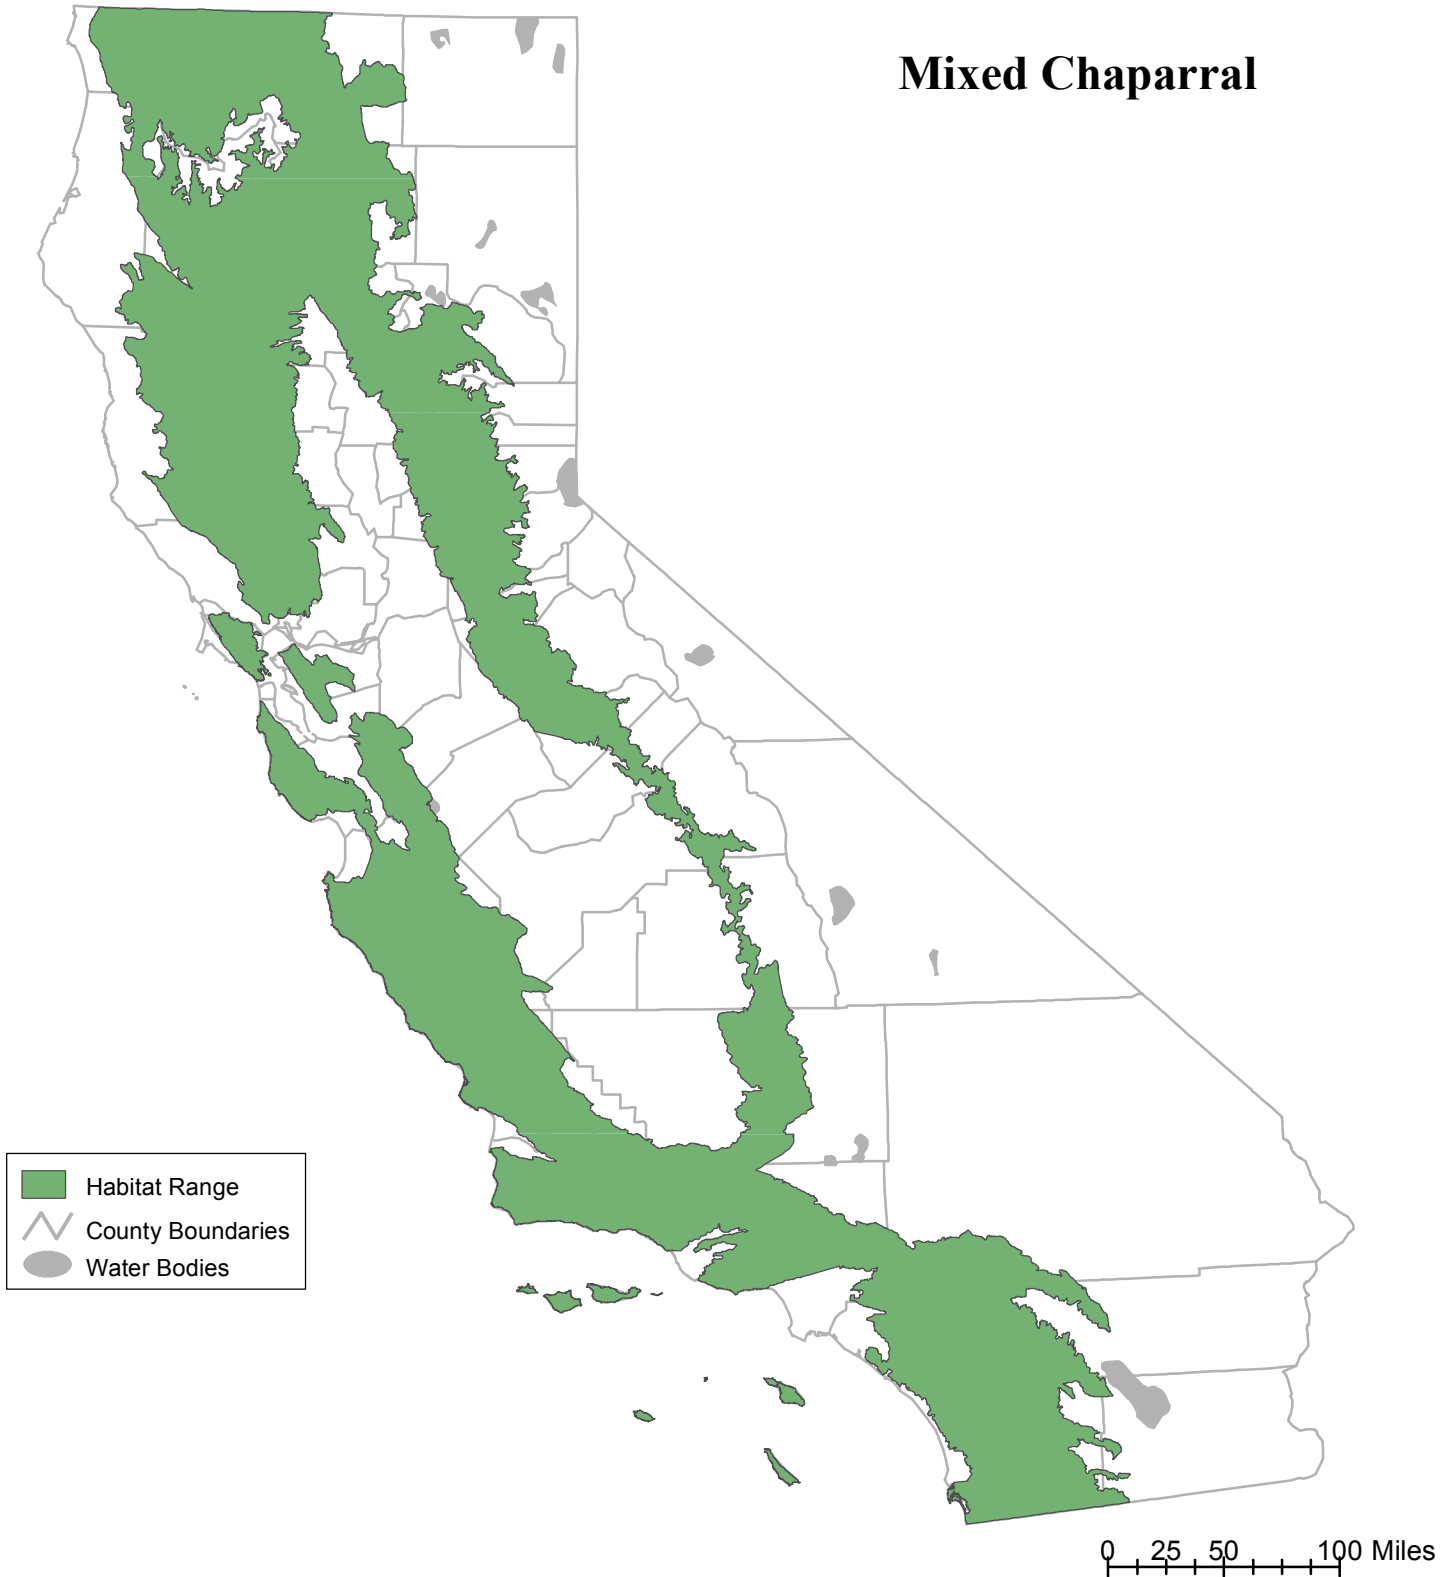 Mixed Chaparral
Habitat Range
County Boundaries
Water Bodies
0 25 50 100 Miles